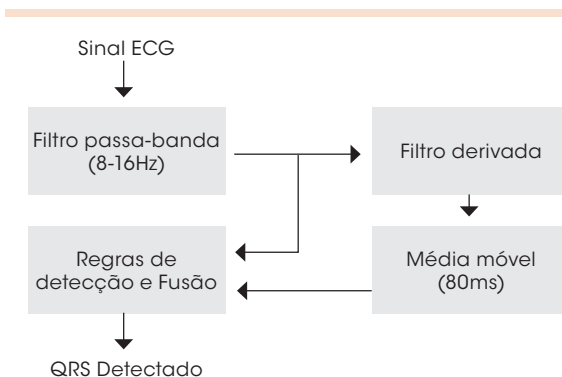 Sinal ECG
Filtro passa-banda
(8-16Hz)
Filtro derivada
Regras de
detecção e Fusão
Média móvel
(80ms)
QRS Detectado